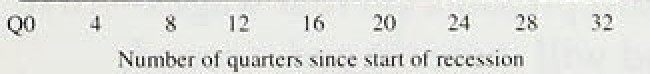 Q0 4 8 12 16 20 24 28 32
Number of quarters since start of recession